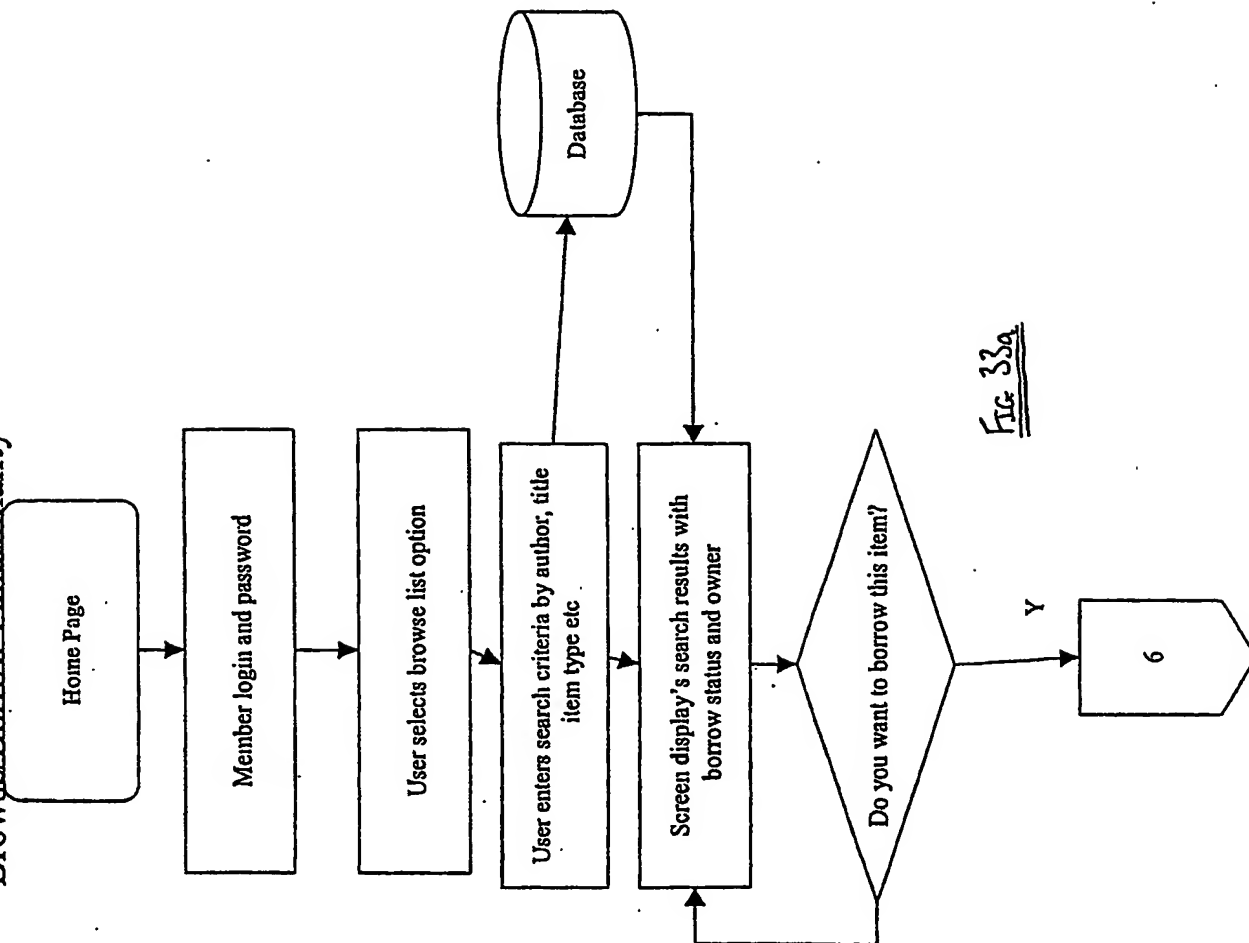 Home Page
Member login and password
User selects browse list option
User enters search criteria by author, title
item type etc
Database
Screen display's search results with
borrow status and owner
Do you want to borrow this item?
Y
6
FIG 33a